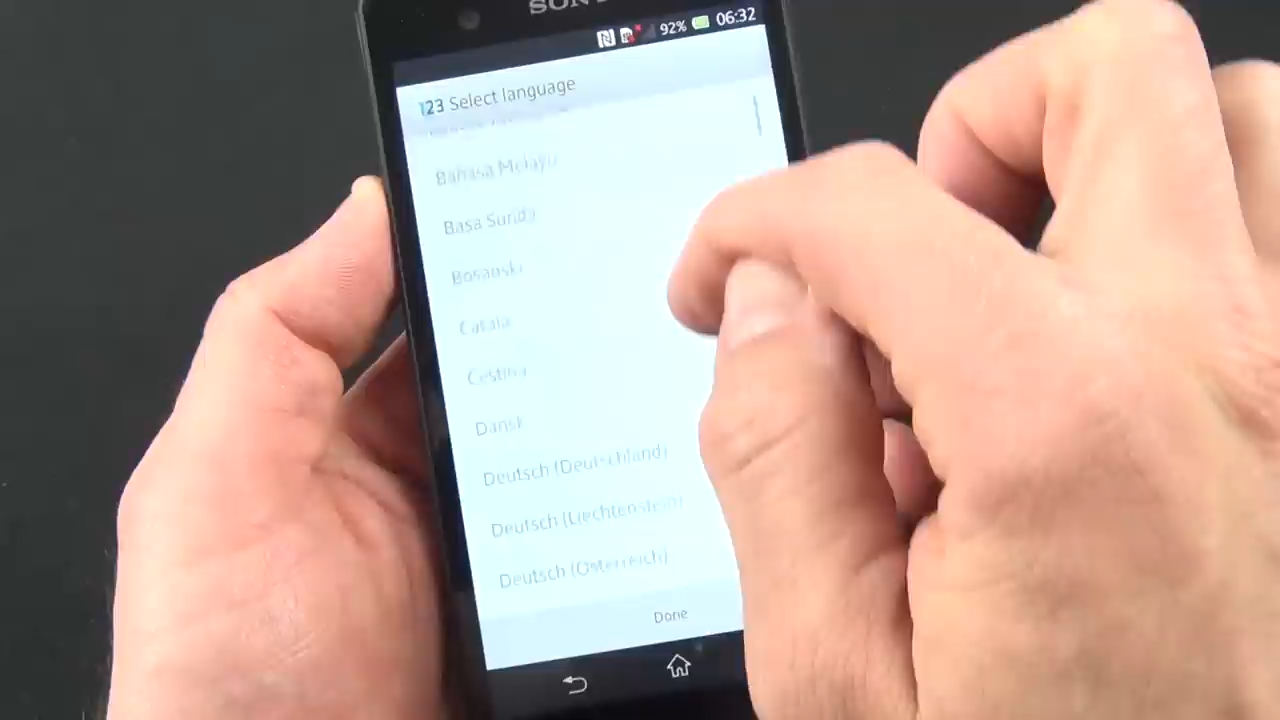 SONY
92% 06:32
123 Select language
Bahasa Melayu
Basa Sunda
Bosanski
Català
Čeština
Dansk
Deutsch (Deutschland)
Deutsch (Liechtenstein)
Deutsch (Österreich)
Done